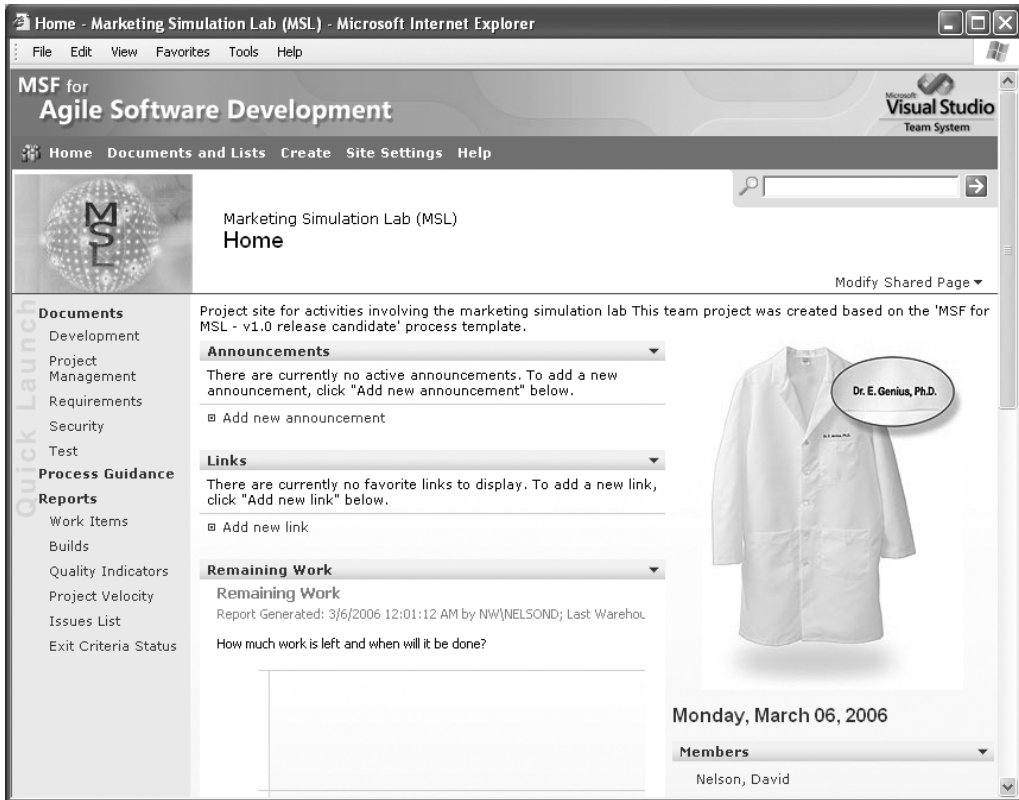 Home - Marketing Simulation Lab (MSL) - Microsoft Internet Explorer
File Edit View Favorites Tools Help
MSF for
Agile Software Development
Microsoft
Visual Studio
Team System
Home Documents and Lists Create Site Settings Help
MSL
Marketing Simulation Lab (MSL)
Home
Modify Shared Page
Quick Launch
Documents
Development
Project
Management
Requirements
Security
Test
Process Guidance
Reports
Work Items
Builds
Quality Indicators
Project Velocity
Issues List
Exit Criteria Status
Project site for activities involving the marketing simulation lab This team project was created based on the 'MSF for
MSL - v1.0 release candidate' process template.
Announcements
There are currently no active announcements. To add a new
announcement, click "Add new announcement" below.
Add new announcement
Links
There are currently no favorite links to display. To add a new link,
click "Add new link" below.
Add new link
Remaining Work
Remaining Work
Report Generated: 3/6/2006 12:01:12 AM by NW\NELSOND; Last Warehou
How much work is left and when will it be done?
Dr. E. Genius, Ph.D.
Dr. E. Genius, Ph.D.
Monday, March 06, 2006
Members
Nelson, David